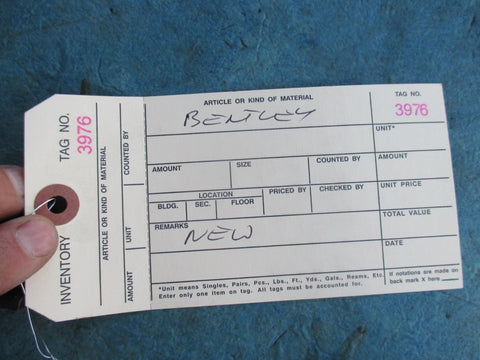 INVENTORY
TAG NO. 3976
ARTICLE OR KIND OF MATERIAL
AMOUNT UNIT COUNTED BY
ARTICLE OR KIND OF MATERIAL
BENTLEY
TAG NO.
3976
UNIT*
AMOUNT SIZE COUNTED BY AMOUNT
LOCATION PRICED BY CHECKED BY UNIT PRICE
BLDG. SEC. FLOOR
REMARKS TOTAL VALUE
NEW
DATE
*Unit means Singles, Pairs, Pcs., Lbs., Ft., Yds., Gals., Reams, Etc.
Enter only one item on tag. All tags must be accounted for.
If notations are made on
back mark X here